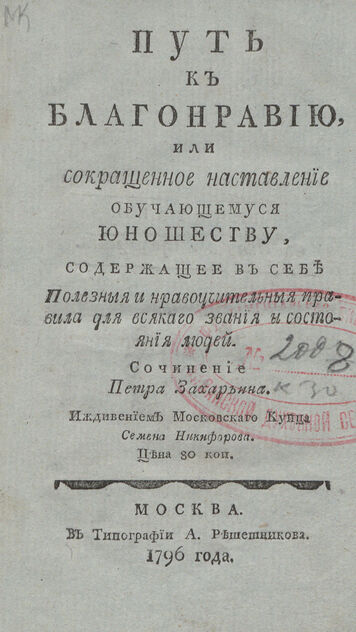 ПУТЬ
КЪ
БЛАГОНРАВІЮ,
ИЛИ
сокращенное наставленіе
ОБУЧАЮЩЕМУСЯ
ЮНОШЕСТВУ,
СОДЕРЖАЩЕЕ ВЪ СЕБѢ
Полезныя и нравоучительныя пра-
вила для всякаго званія и состо-
янія людей.
Сочиненіе
Петра Захарьина.
Иждивеніемъ Московскаго Купца
Семена Никифорова.
Цѣна 80 коп.
МОСКВА.
Въ Типографіи А. Рѣшетникова.
1796 года.